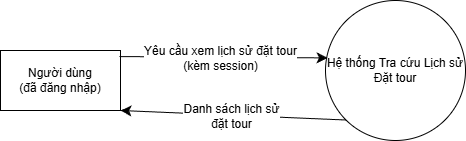 Yêu cầu xem lịch sử đặt tour
(kèm session)
Người dùng
(đã đăng nhập)
Hệ thống Tra cứu Lịch sử
Đặt tour
Danh sách lịch sử
đặt tour